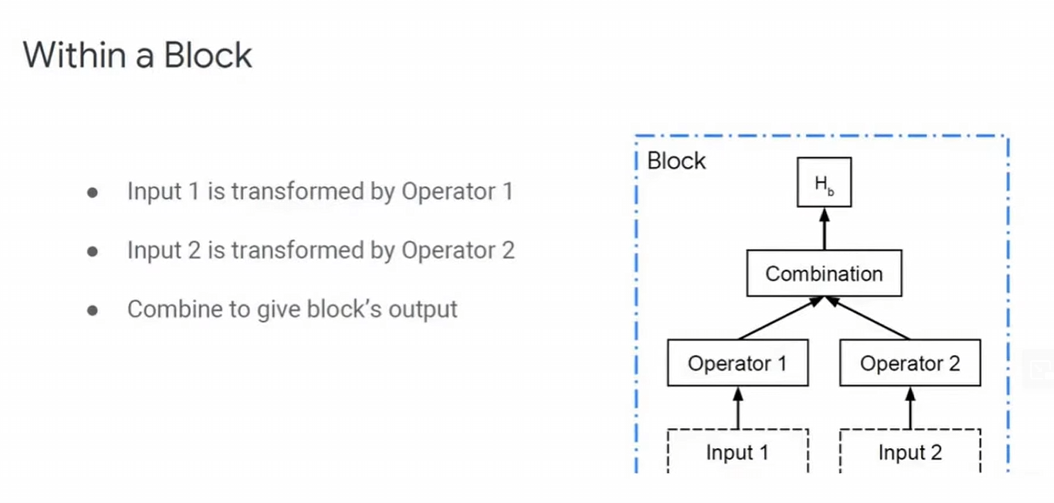 Within a Block
● Input 1 is transformed by Operator 1
● Input 2 is transformed by Operator 2
● Combine to give block’s output
Block
H_b
Combination
Operator 1 Operator 2
Input 1 Input 2